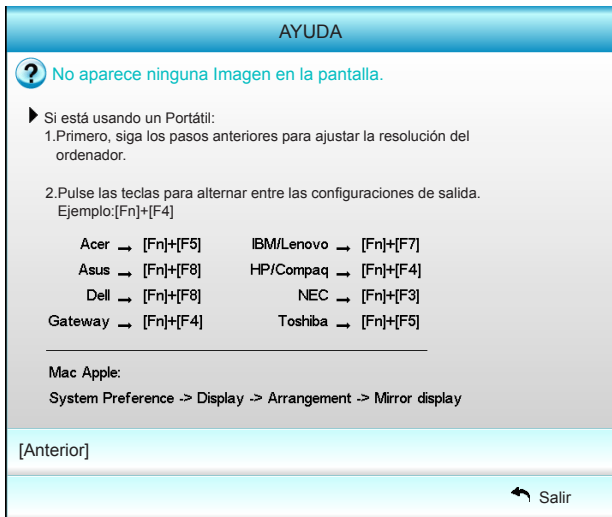 AYUDA
? No aparece ninguna Imagen en la pantalla.
Si está usando un Portátil:
1.Primero, siga los pasos anteriores para ajustar la resolución del
ordenador.
2.Pulse las teclas para alternar entre las configuraciones de salida.
Ejemplo:[Fn]+[F4]
Acer → [Fn]+[F5] IBM/Lenovo → [Fn]+[F7]
Asus → [Fn]+[F8] HP/Compaq → [Fn]+[F4]
Dell → [Fn]+[F8] NEC → [Fn]+[F3]
Gateway → [Fn]+[F4] Toshiba → [Fn]+[F5]
Mac Apple:
System Preference -> Display -> Arrangement -> Mirror display
[Anterior]
Salir